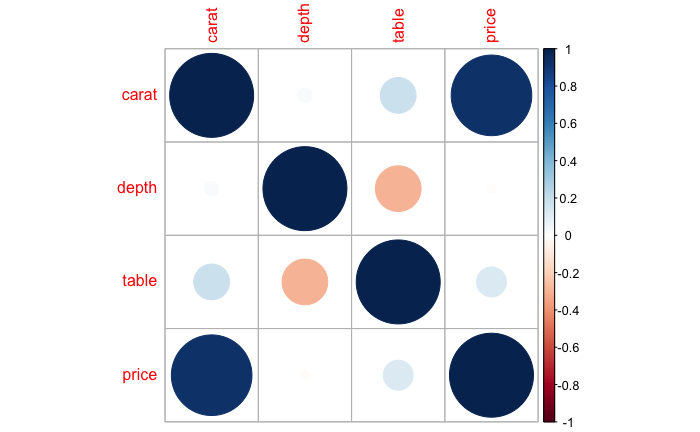 carat depth table price
carat
depth
table
price
1
0.8
0.6
0.4
0.2
0
-0.2
-0.4
-0.6
-0.8
-1